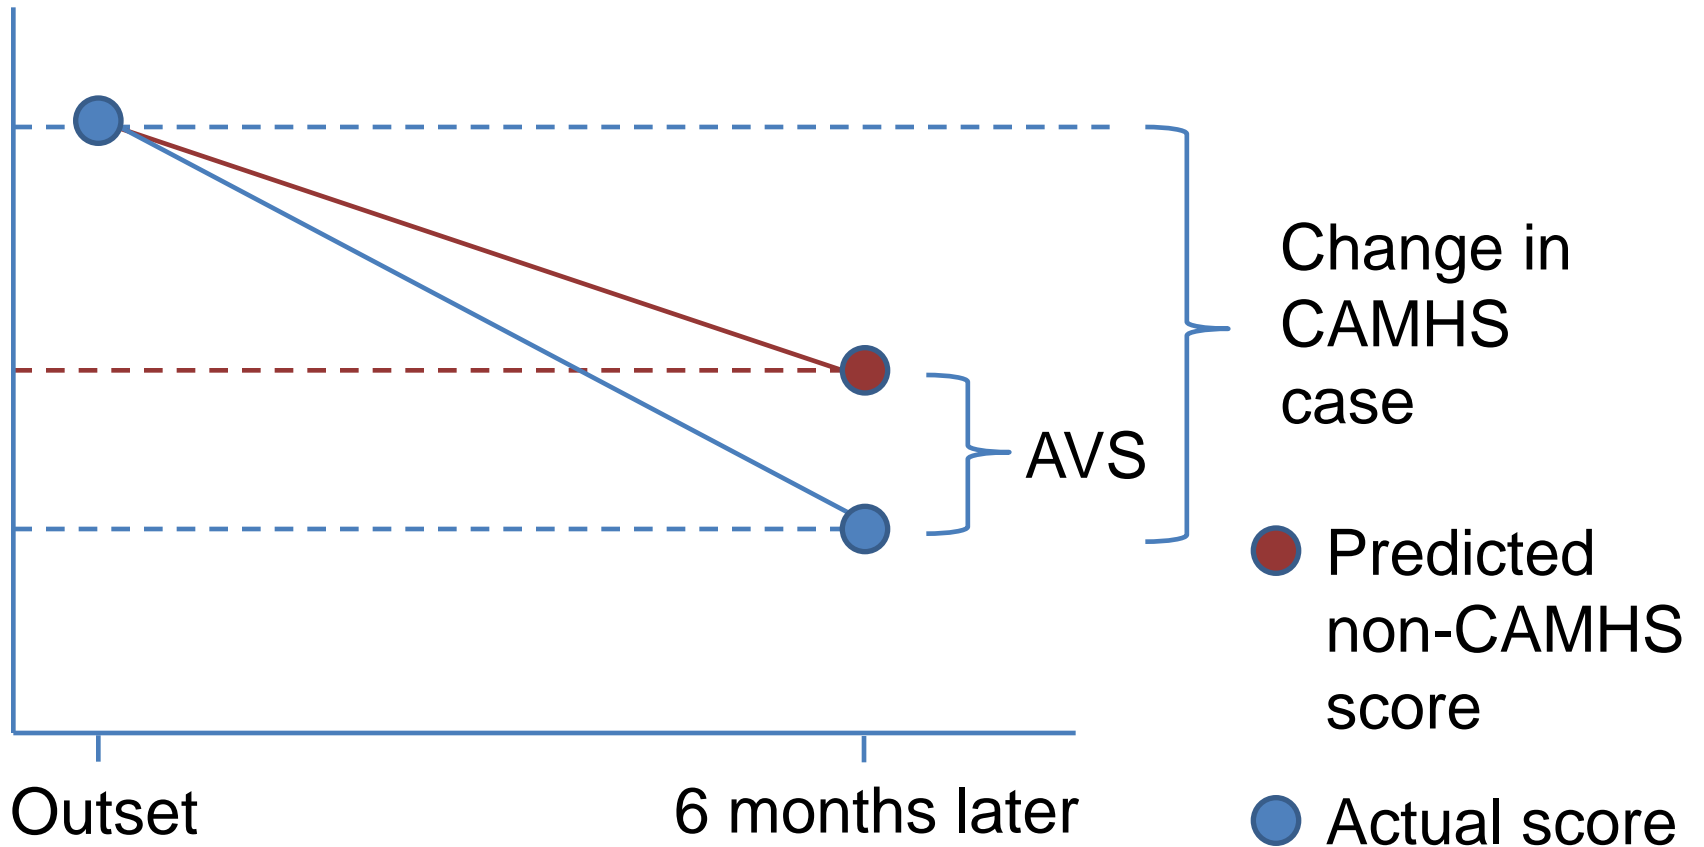 Change in
CAMHS
case
AVS
Predicted
non-CAMHS
score
Outset
6 months later
Actual score